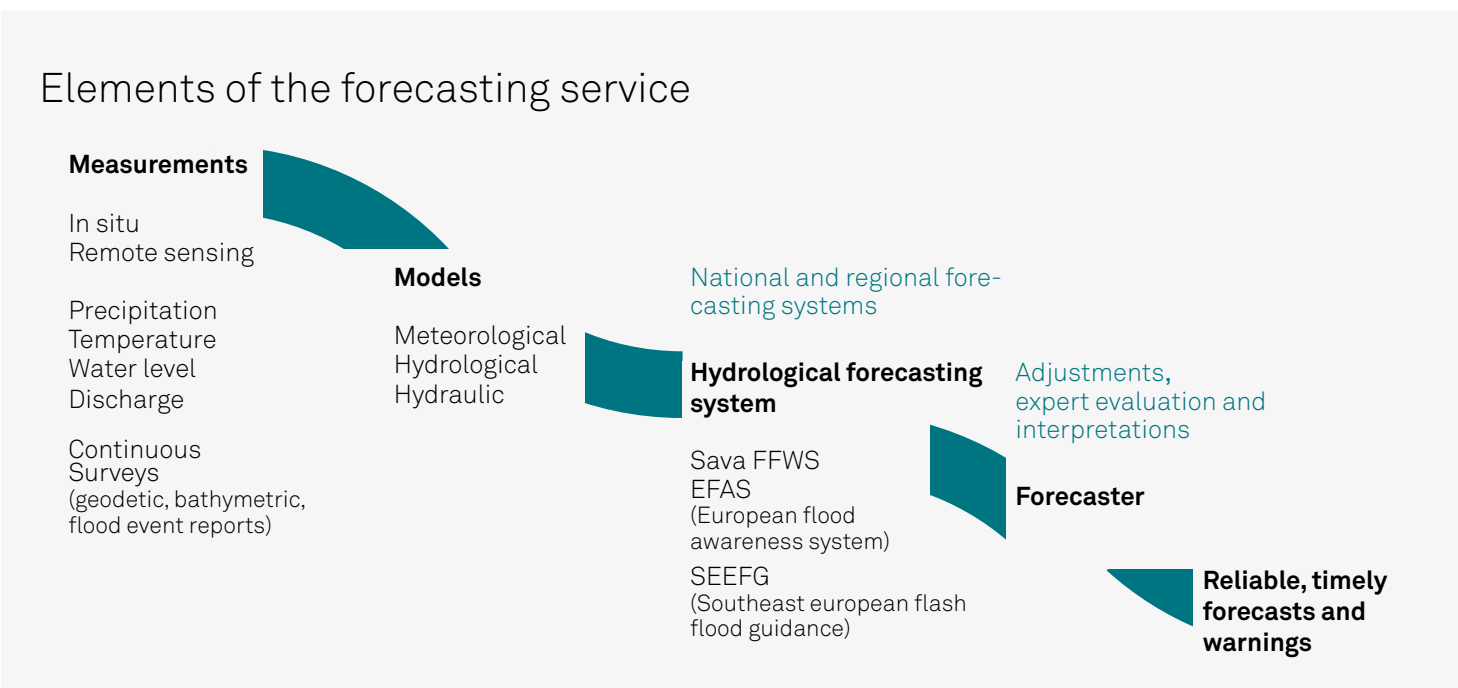 Elements of the forecasting service
Measurements
In situ
Remote sensing
Precipitation
Temperature
Water level
Discharge
Continuous
Surveys
(geodetic, bathymetric,
flood event reports)
Models
Meteorological
Hydrological
Hydraulic
National and regional fore-
casting systems
Hydrological forecasting
system
Sava FFWS
EFAS
(European flood
awareness system)
SEEFG
(Southeast european flash
flood guidance)
Adjustments,
expert evaluation and
interpretations
Forecaster
Reliable, timely
forecasts and
warnings